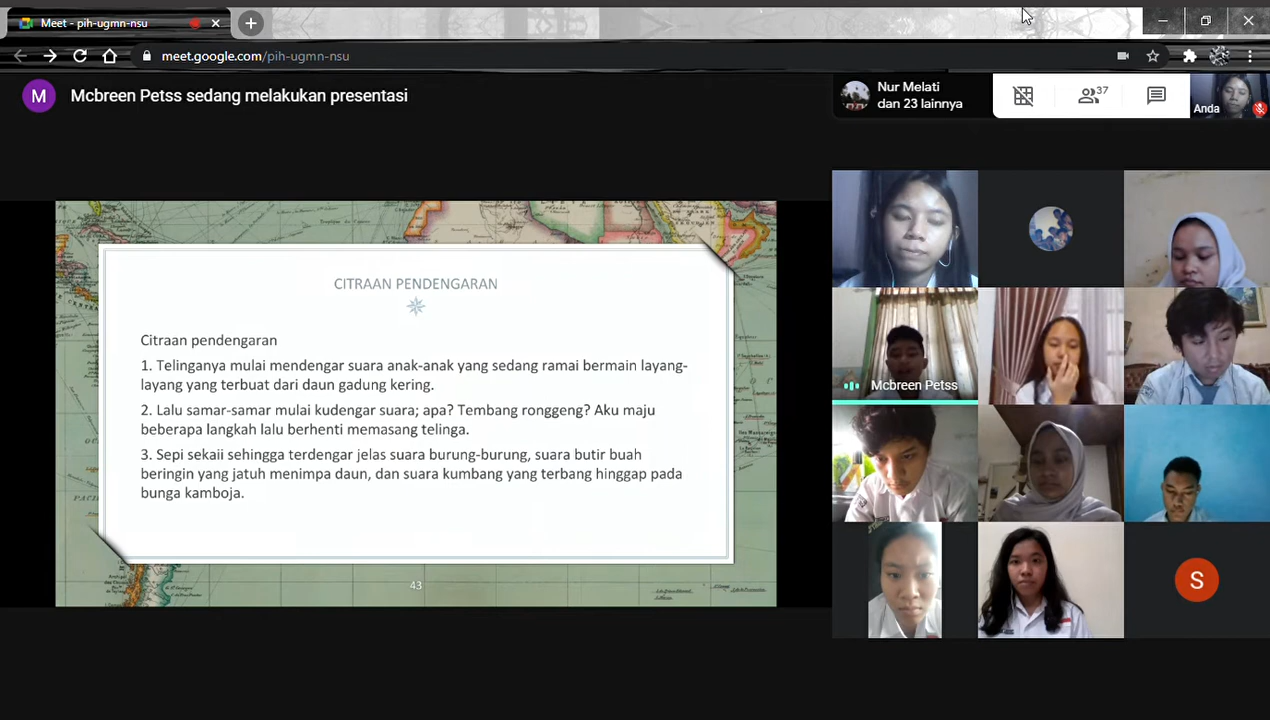 Meet - pih-ugmn-nsu
meet.google.com/pih-ugmn-nsu
M
Mcbreen Petss sedang melakukan presentasi
Nur Melati
dan 23 lainnya
37
Anda
CITRAAN PENDENGARAN
Citraan pendengaran
1. Telinganya mulai mendengar suara anak-anak yang sedang ramai bermain layang-
layang yang terbuat dari daun gadung kering.
2. Lalu samar-samar mulai kudengar suara; apa? Tembang ronggeng? Aku maju
beberapa langkah lalu berhenti memasang telinga.
3. Sepi sekaii sehingga terdengar jelas suara burung-burung, suara butir buah
beringin yang jatuh menimpa daun, dan suara kumbang yang terbang hinggap pada
bunga kamboja.
43
Mcbreen Petss
S